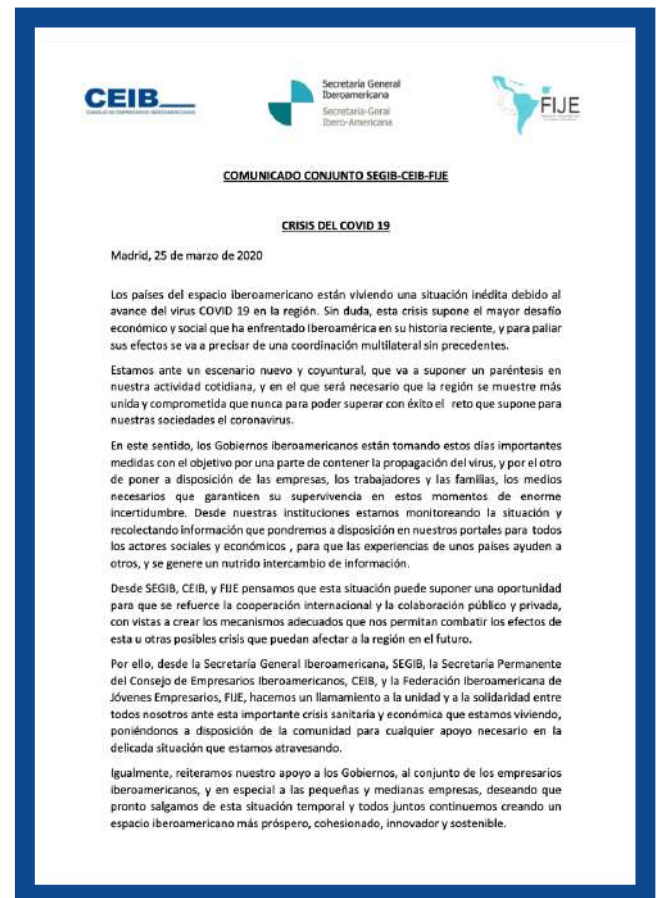 CEIB
CONSEJO DE EMPRESARIOS IBEROAMERICANOS
Secretaría General
Iberoamericana
Secretaria-Geral
Ibero-Americana
FIJE
COMUNICADO CONJUNTO SEGIB-CEIB-FIJE
CRISIS DEL COVID 19
Madrid, 25 de marzo de 2020
Los países del espacio iberoamericano están viviendo una situación inédita debido al
avance del virus COVID 19 en la región. Sin duda, esta crisis supone el mayor desafío
económico y social que ha enfrentado Iberoamérica en su historia reciente, y para paliar
sus efectos se va a precisar de una coordinación multilateral sin precedentes.
Estamos ante un escenario nuevo y coyuntural, que va a suponer un paréntesis en
nuestra actividad cotidiana, y en el que será necesario que la región se muestre más
unida y comprometida que nunca para poder superar con éxito el reto que supone para
nuestras sociedades el coronavirus.
En este sentido, los Gobiernos iberoamericanos están tomando estos días importantes
medidas con el objetivo por una parte de contener la propagación del virus, y por el otro
de poner a disposición de las empresas, los trabajadores y las familias, los medios
necesarios que garanticen su supervivencia en estos momentos de enorme
incertidumbre. Desde nuestras instituciones estamos monitoreando la situación y
recolectando información que pondremos a disposición en nuestros portales para todos
los actores sociales y económicos , para que las experiencias de unos países ayuden a
otros, y se genere un nutrido intercambio de información.
Desde SEGIB, CEIB, y FIJE pensamos que esta situación puede suponer una oportunidad
para que se refuerce la cooperación internacional y la colaboración público y privada,
con vistas a crear los mecanismos adecuados que nos permitan combatir los efectos de
esta u otras posibles crisis que puedan afectar a la región en el futuro.
Por ello, desde la Secretaría General Iberoamericana, SEGIB, la Secretaría Permanente
del Consejo de Empresarios Iberoamericanos, CEIB, y la Federación Iberoamericana de
Jóvenes Empresarios, FIJE, hacemos un llamamiento a la unidad y a la solidaridad entre
todos nosotros ante esta importante crisis sanitaria y económica que estamos viviendo,
poniéndonos a disposición de la comunidad para cualquier apoyo necesario en la
delicada situación que estamos atravesando.
Igualmente, reiteramos nuestro apoyo a los Gobiernos, al conjunto de los empresarios
iberoamericanos, y en especial a las pequeñas y medianas empresas, deseando que
pronto salgamos de esta situación temporal y todos juntos continuemos creando un
espacio iberoamericano más próspero, cohesionado, innovador y sostenible.